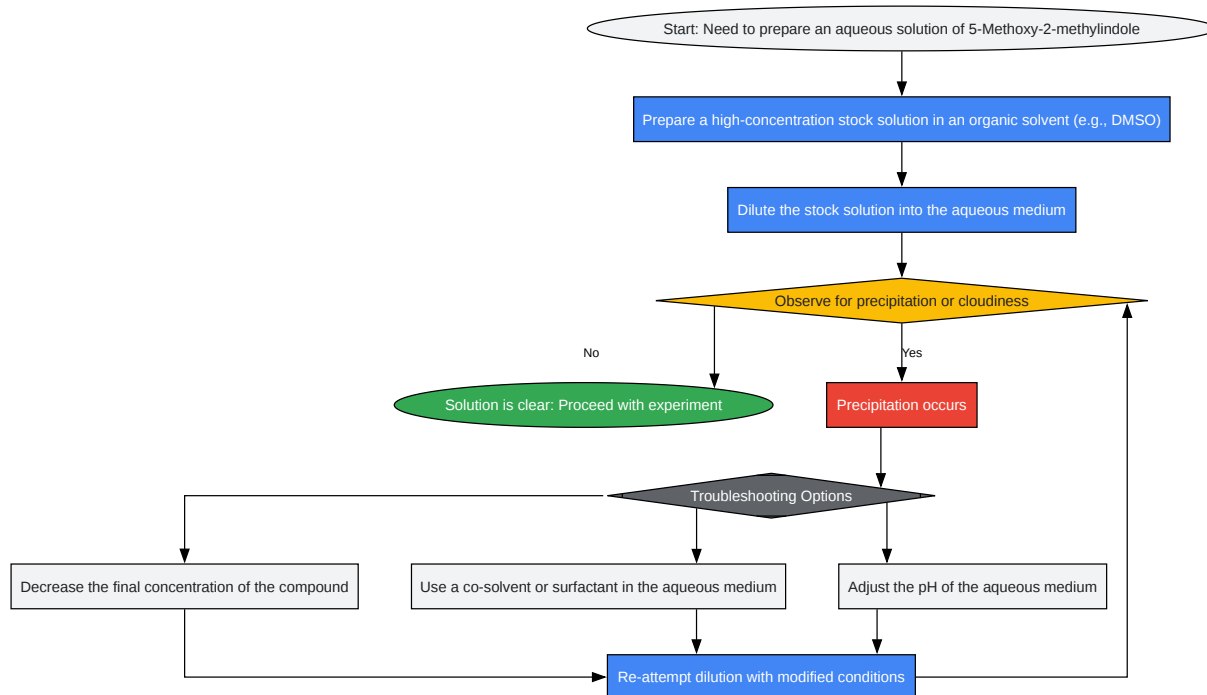 Start: Need to prepare an aqueous solution of 5-Methoxy-2-methylindole
Prepare a high-concentration stock solution in an organic solvent (e.g., DMSO)
Dilute the stock solution into the aqueous medium
Observe for precipitation or cloudiness
No
Yes
Solution is clear: Proceed with experiment
Precipitation occurs
Troubleshooting Options
Decrease the final concentration of the compound
Use a co-solvent or surfactant in the aqueous medium
Adjust the pH of the aqueous medium
Re-attempt dilution with modified conditions